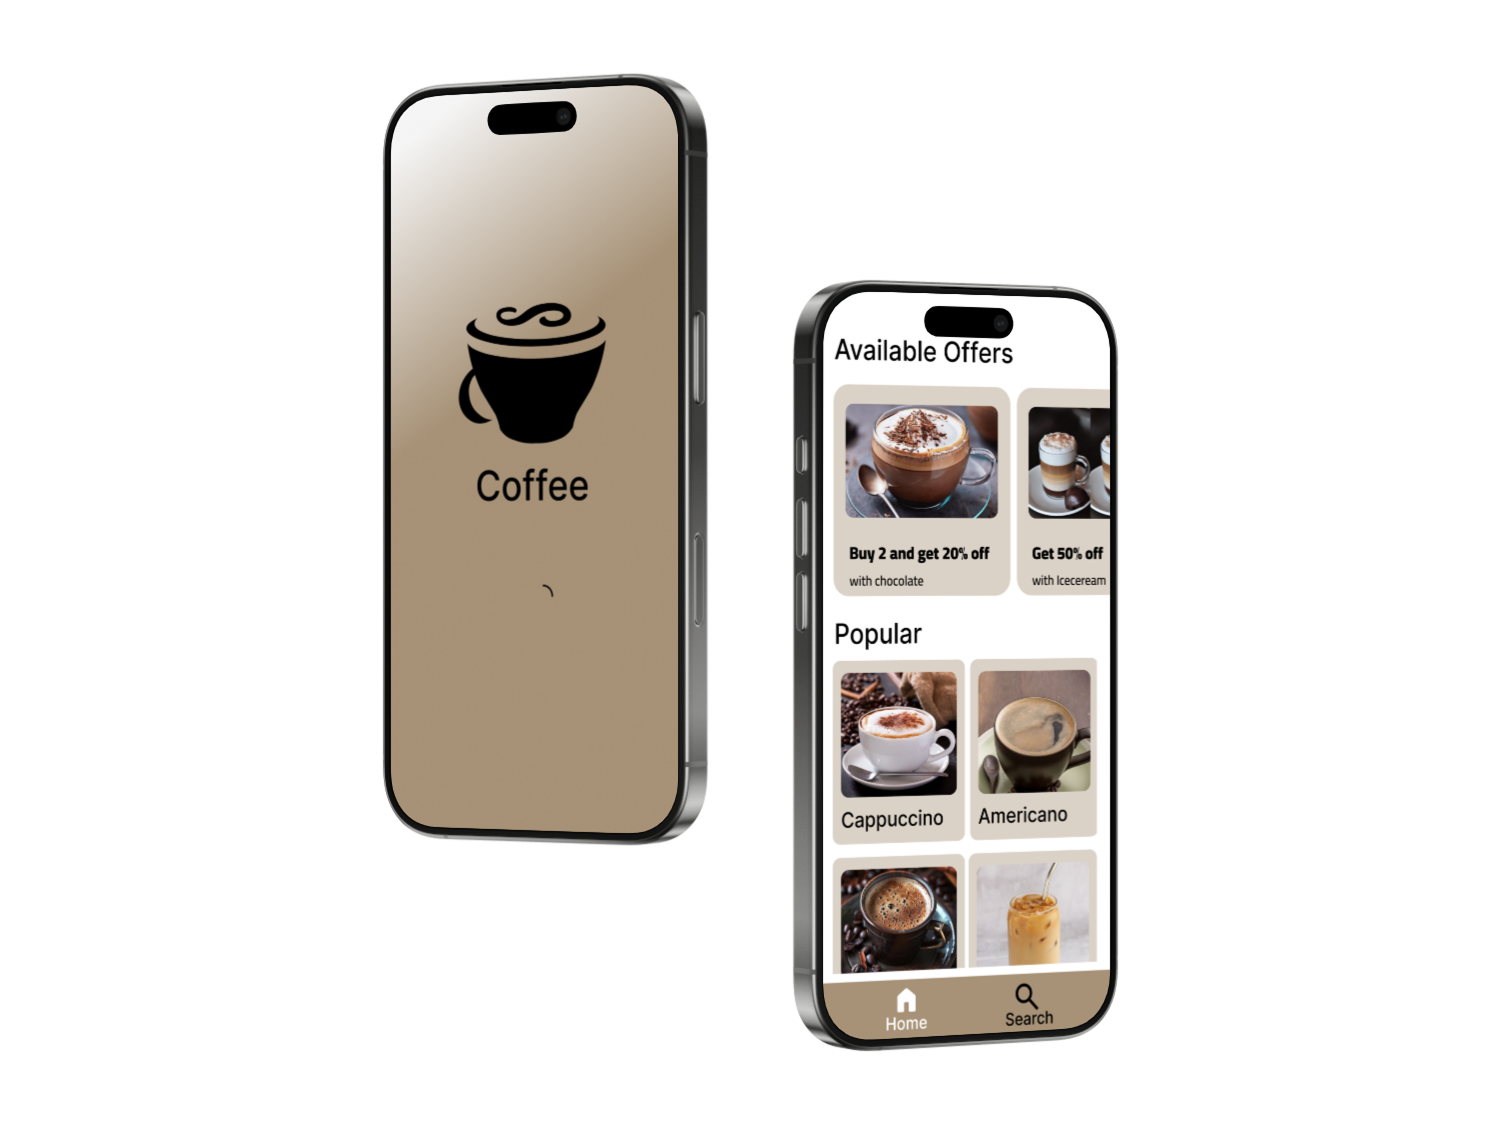 Coffee
Available Offers
Buy 2 and get 20% off
with chocolate
Get 50% off
with Iceceream
Popular
Cappuccino
Americano
Home
Search